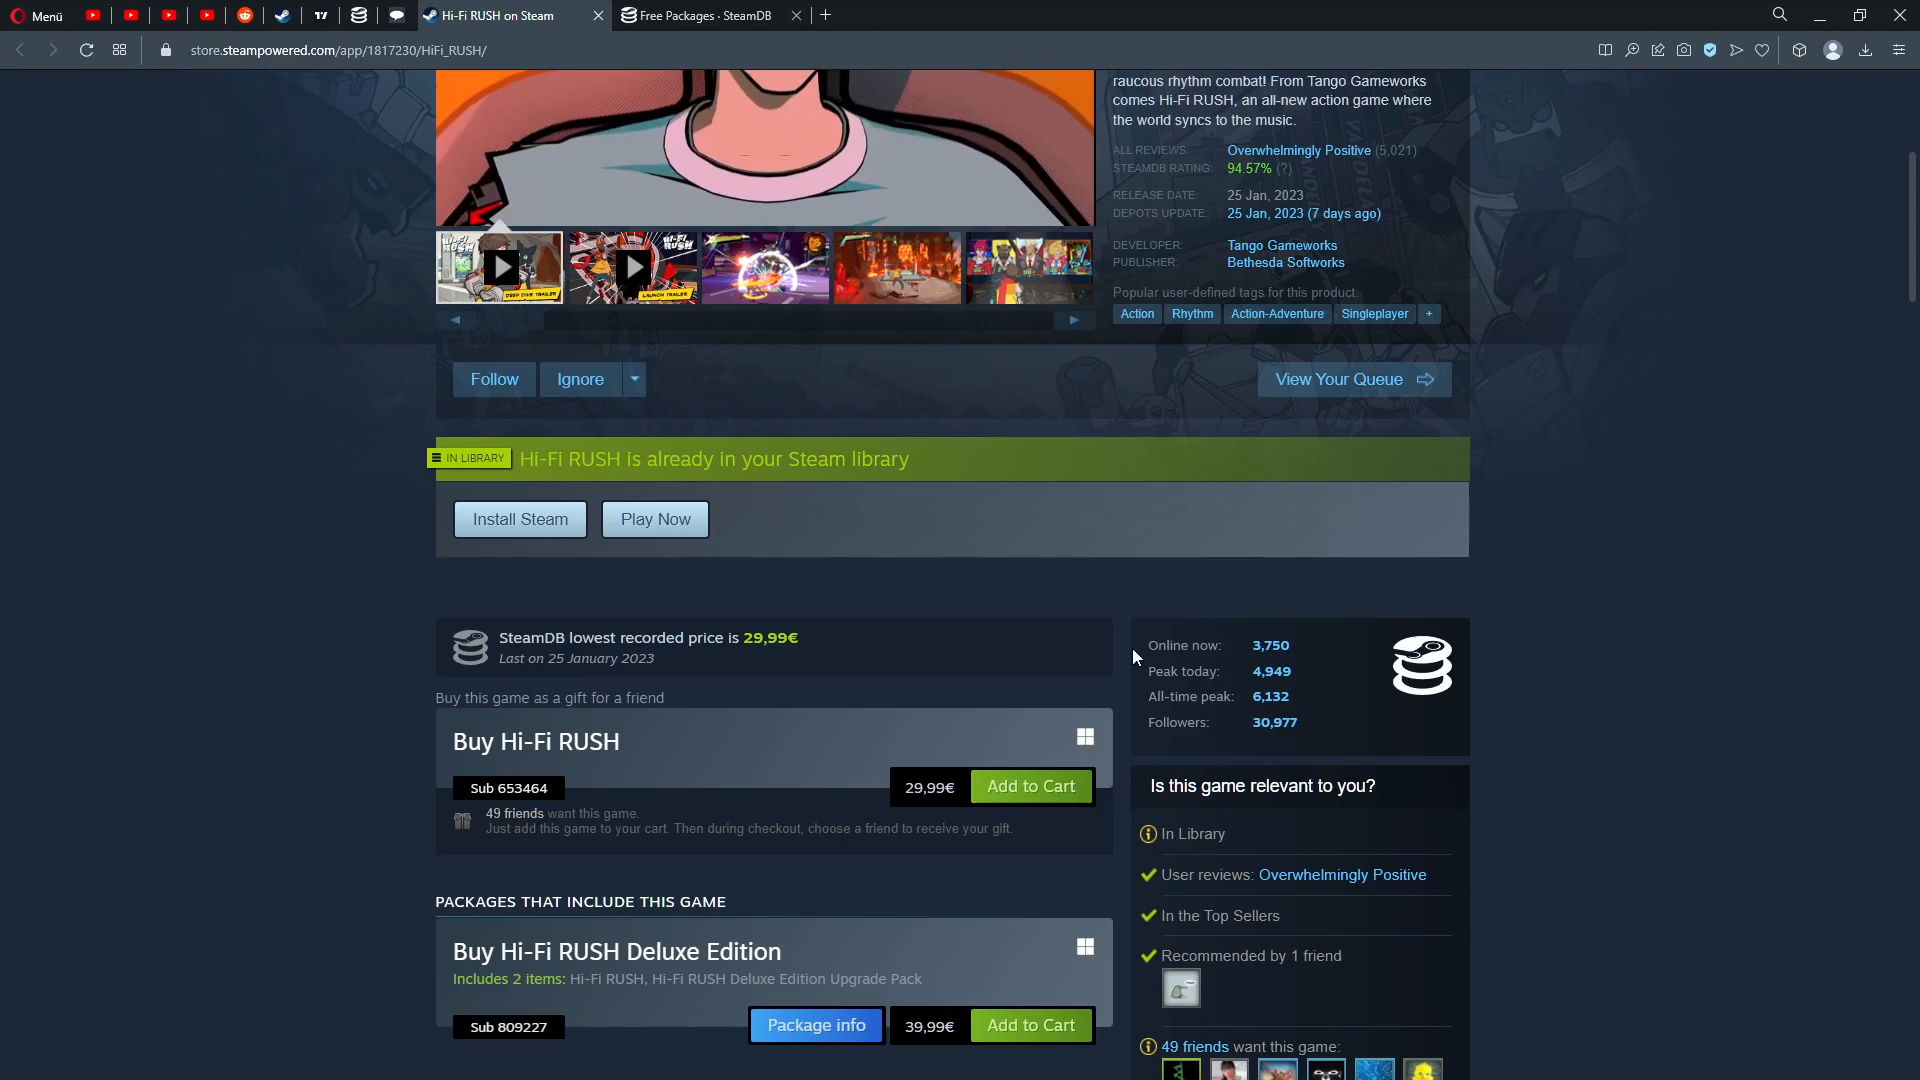 Menü
Hi-Fi RUSH on Steam
Free Packages · SteamDB
store.steampowered.com/app/1817230/HiFi_RUSH/
raucous rhythm combat! From Tango Gameworks
comes Hi-Fi RUSH, an all-new action game where
the world syncs to the music.
ALL REVIEWS: Overwhelmingly Positive (5,021)
STEAMDB RATING: 94.57% (?)
RELEASE DATE: 25 Jan, 2023
DEPOTS UPDATE: 25 Jan, 2023 (7 days ago)
DEVELOPER: Tango Gameworks
PUBLISHER: Bethesda Softworks
Popular user-defined tags for this product:
Action Rhythm Action-Adventure Singleplayer +
HI-FI RUSH
DEEP DIVE TRAILER
HI-FI RUSH
LAUNCH TRAILER
Follow
Ignore
View Your Queue
IN LIBRARY
Hi-Fi RUSH is already in your Steam library
Install Steam
Play Now
SteamDB lowest recorded price is 29,99€
Last on 25 January 2023
Buy this game as a gift for a friend
Buy Hi-Fi RUSH
Sub 653464
29,99€
Add to Cart
49 friends want this game.
Just add this game to your cart. Then during checkout, choose a friend to receive your gift.
PACKAGES THAT INCLUDE THIS GAME
Buy Hi-Fi RUSH Deluxe Edition
Includes 2 items: Hi-Fi RUSH, Hi-Fi RUSH Deluxe Edition Upgrade Pack
Sub 809227
Package info
39,99€
Add to Cart
Online now: 3,750
Peak today: 4,949
All-time peak: 6,132
Followers: 30,977
Is this game relevant to you?
In Library
User reviews: Overwhelmingly Positive
In the Top Sellers
Recommended by 1 friend
49 friends want this game: